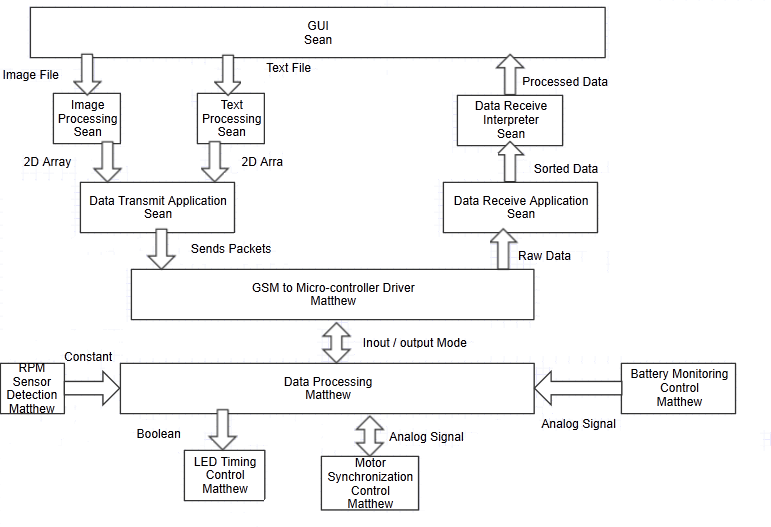 GUI
Sean
Image File
Text File
Processed Data
Image
Processing
Sean
Text
Processing
Sean
Data Receive
Interpreter
Sean
2D Array
2D Arra
Sorted Data
Data Transmit Application
Sean
Data Receive Application
Sean
Sends Packets
Raw Data
GSM to Micro-controller Driver
Matthew
Inout / output Mode
Constant
RPM
Sensor
Detection
Matthew
Data Processing
Matthew
Battery Monitoring
Control
Matthew
Analog Signal
Boolean
Analog Signal
LED Timing
Control
Matthew
Motor
Synchronization
Control
Matthew